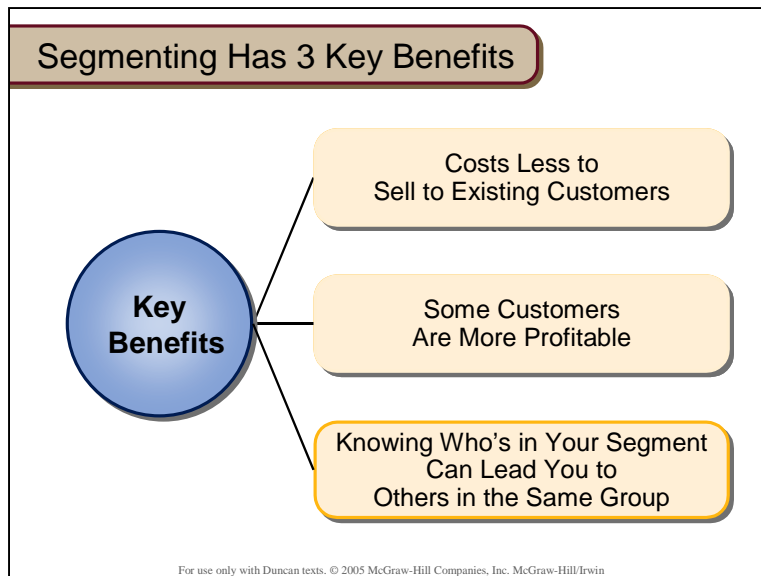 Segmenting Has 3 Key Benefits
Costs Less to
Sell to Existing Customers
Key
Benefits
Some Customers
Are More Profitable
Knowing Who's in Your Segment
Can Lead You to
Others in the Same Group
For use only with Duncan texts. © 2005 McGraw-Hill Companies, Inc. McGraw-Hill/Irwin